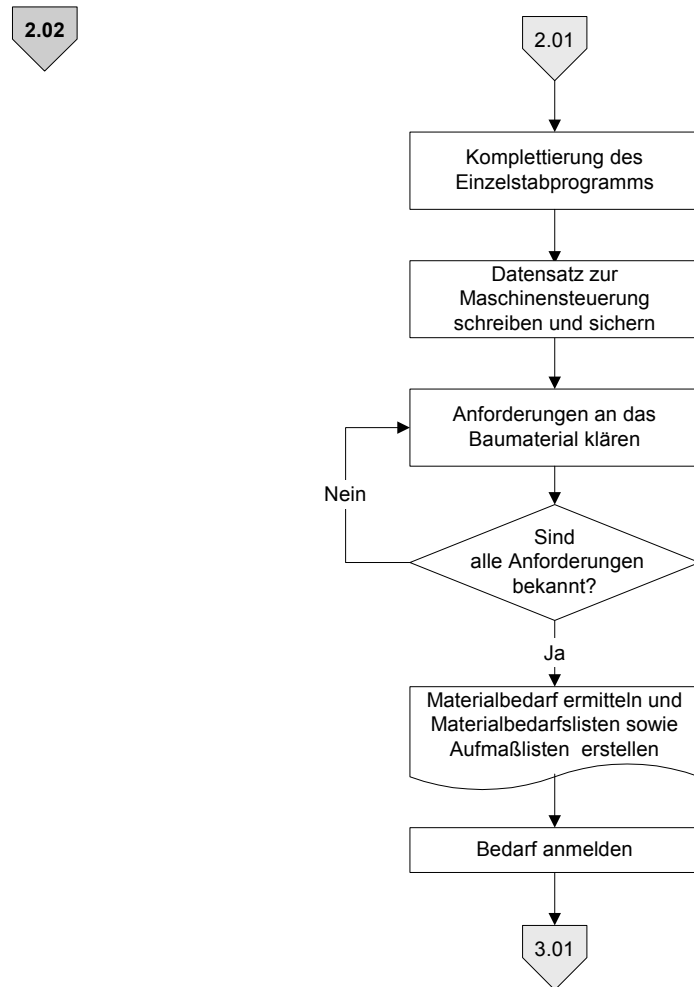 2.02
2.01
Komplettierung des
Einzelstabprogramms
Datensatz zur
Maschinensteuerung
schreiben und sichern
Anforderungen an das
Baumaterial klären
Nein
Sind
alle Anforderungen
bekannt?
Ja
Materialbedarf ermitteln und
Materialbedarfslisten sowie
Aufmaßlisten erstellen
Bedarf anmelden
3.01